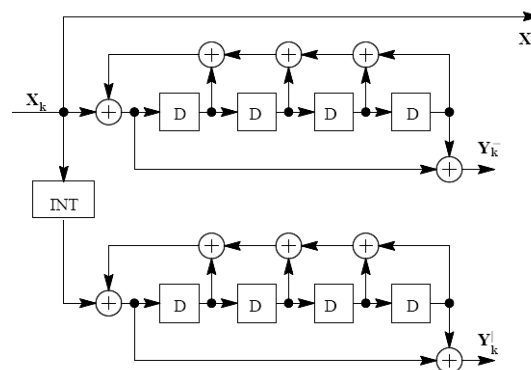 X
X_k
D D D D
Y_k^-
INT
D D D D
Y_k^|